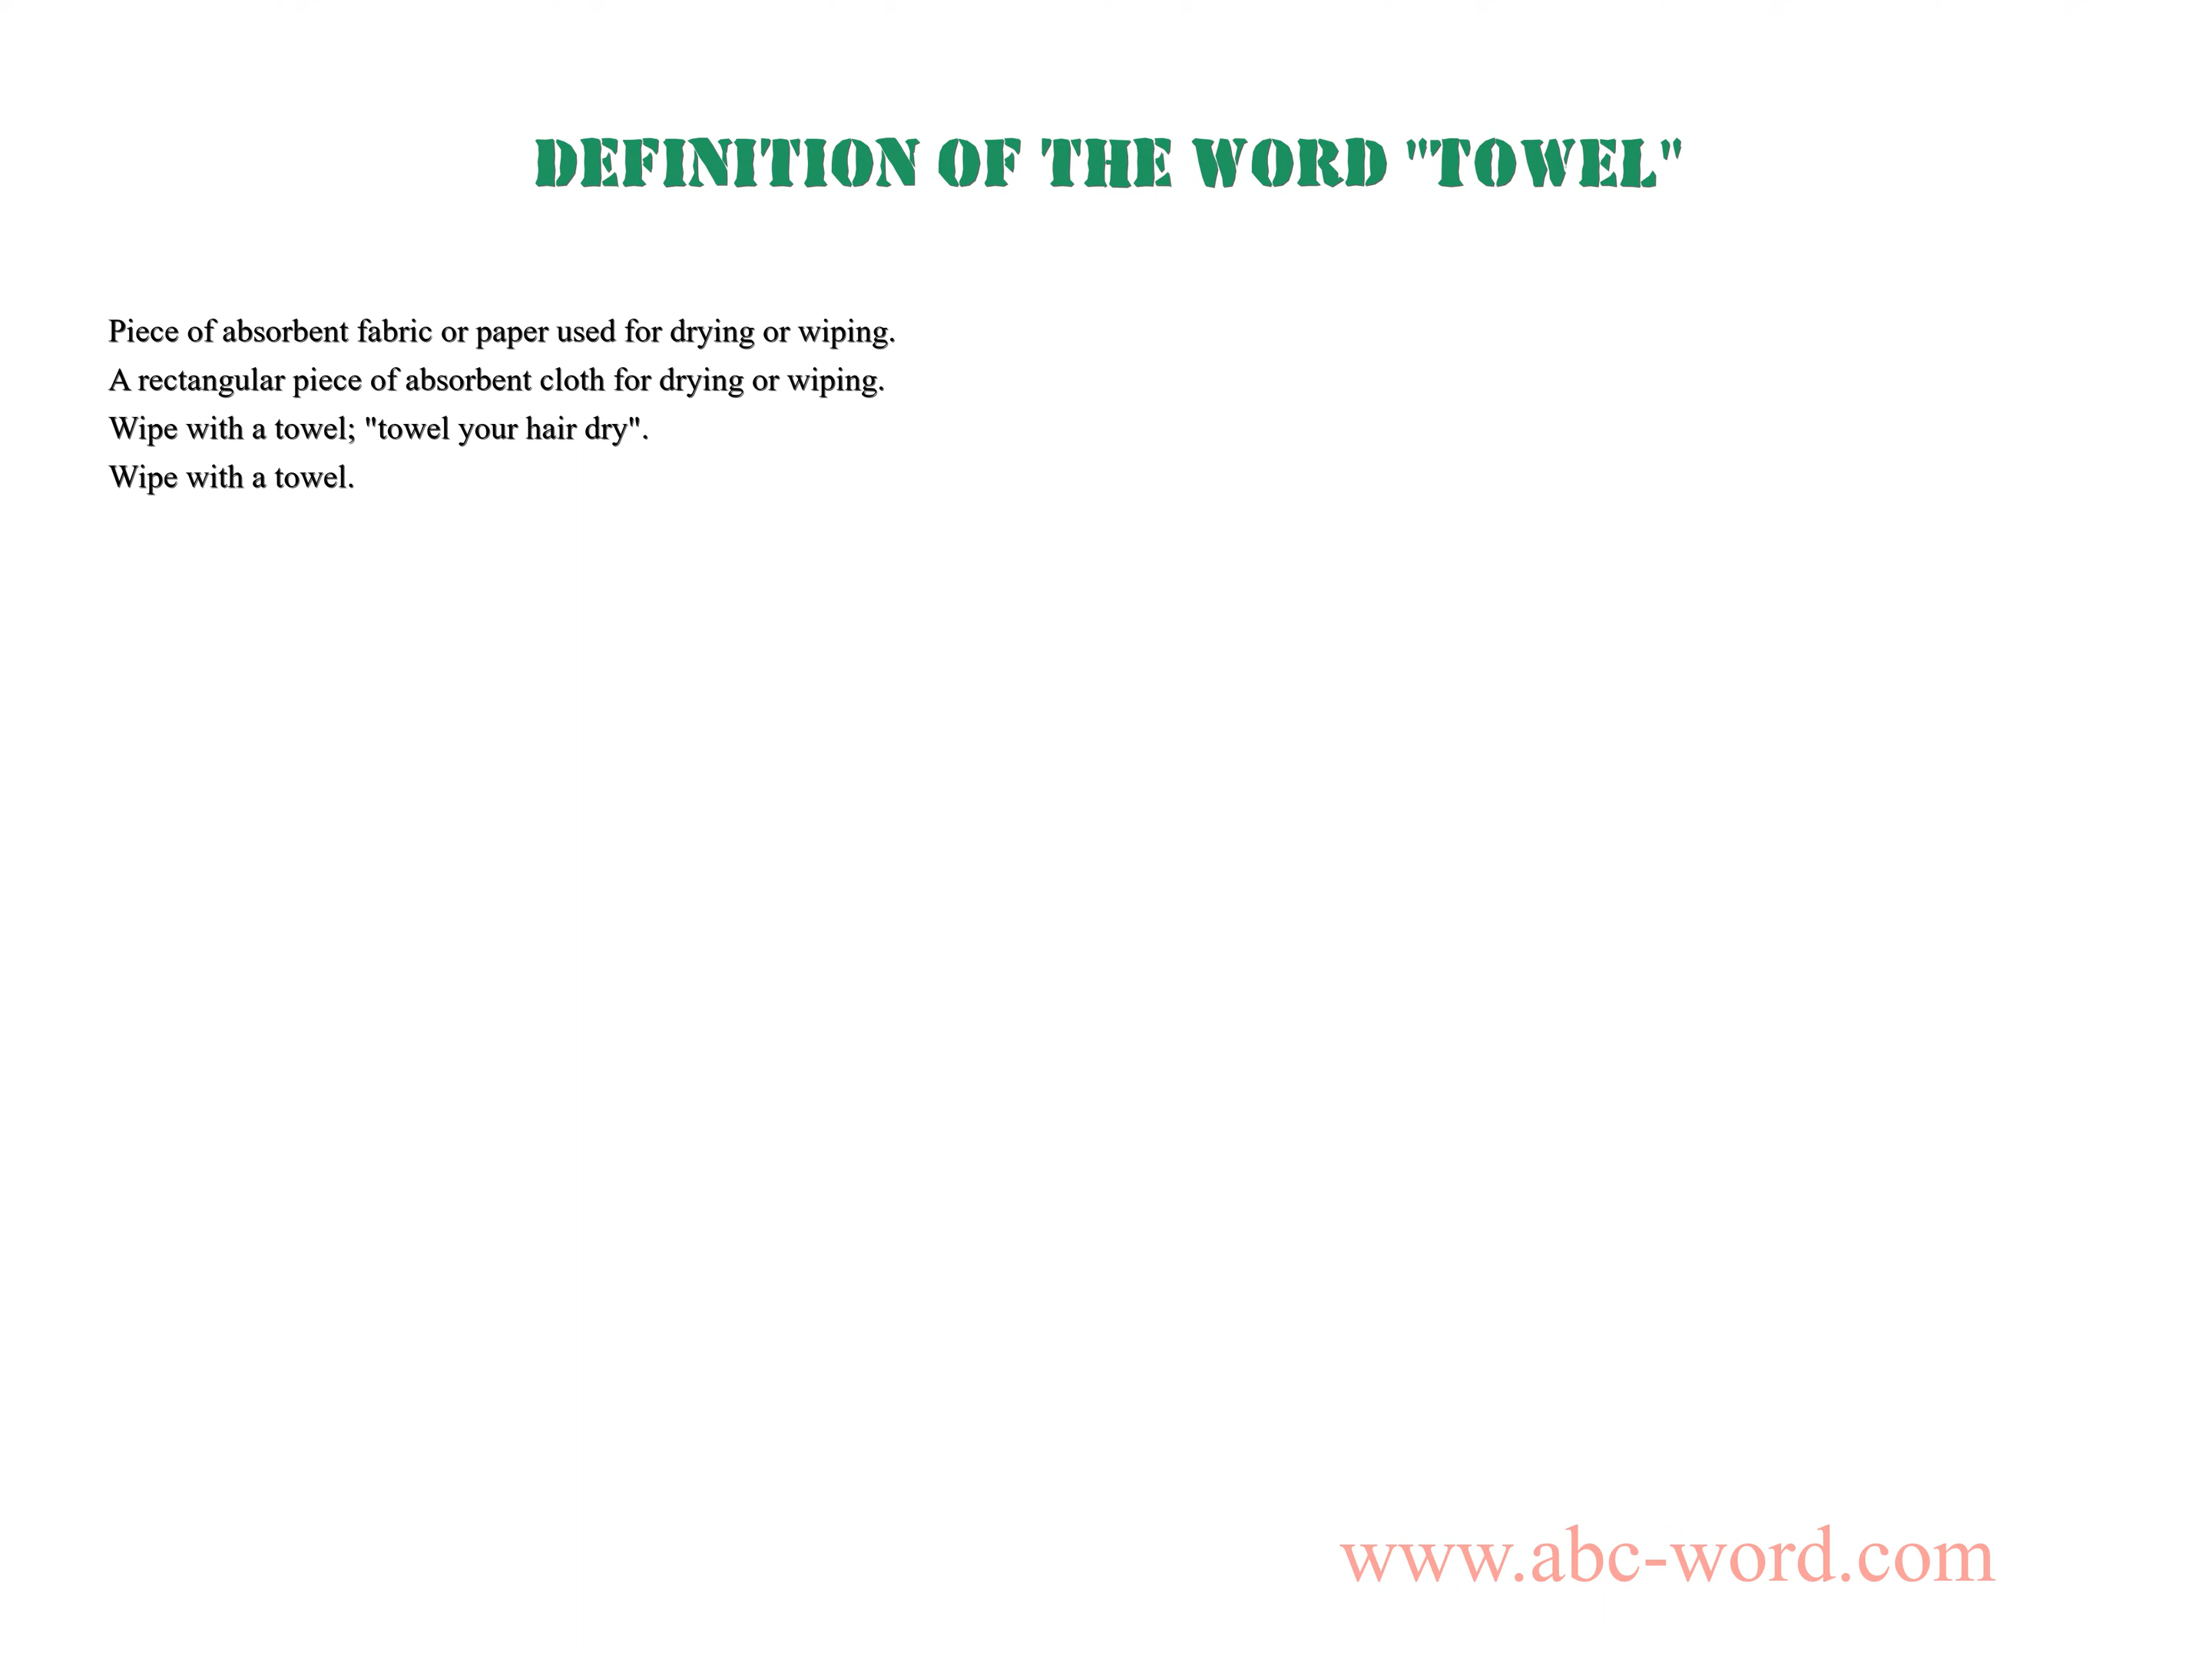 DEFINITION OF THE WORD "TOWEL"
Piece of absorbent fabric or paper used for drying or wiping.
A rectangular piece of absorbent cloth for drying or wiping.
Wipe with a towel; "towel your hair dry".
Wipe with a towel.
www.abc-word.com